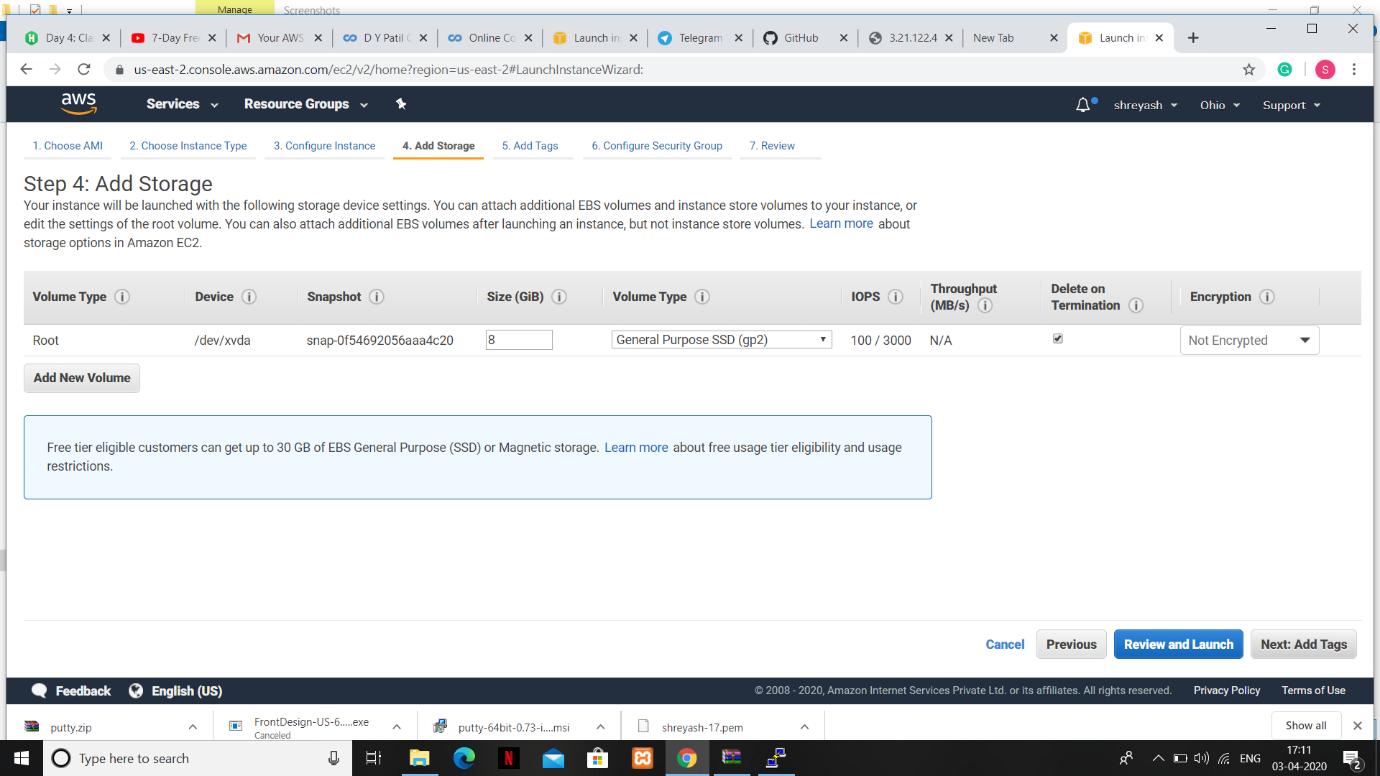 Manage
Screenshots
Day 4: Cla
7-Day Fre
Your AWS
D Y Patil C
Online Co
Launch in
Telegram
GitHub
3.21.122.4
New Tab
Launch in
us-east-2.console.aws.amazon.com/ec2/v2/home?region=us-east-2#LaunchInstanceWizard:
S
aws
Services
Resource Groups
shreyash
Ohio
Support
1. Choose AMI
2. Choose Instance Type
3. Configure Instance
4. Add Storage
5. Add Tags
6. Configure Security Group
7. Review
Step 4: Add Storage
Your instance will be launched with the following storage device settings. You can attach additional EBS volumes and instance store volumes to your instance, or
edit the settings of the root volume. You can also attach additional EBS volumes after launching an instance, but not instance store volumes. Learn more about
storage options in Amazon EC2.
Volume Type
Device
Snapshot
Size (GiB)
Volume Type
IOPS
Throughput
(MB/s)
Delete on
Termination
Encryption
Root
/dev/xvda
snap-0f54692056aaa4c20
8
General Purpose SSD (gp2)
100 / 3000
N/A
Not Encrypted
Add New Volume
Free tier eligible customers can get up to 30 GB of EBS General Purpose (SSD) or Magnetic storage. Learn more about free usage tier eligibility and usage
restrictions.
Cancel
Previous
Review and Launch
Next: Add Tags
Feedback
English (US)
© 2008 - 2020, Amazon Internet Services Private Ltd. or its affiliates. All rights reserved.
Privacy Policy
Terms of Use
putty.zip
FrontDesign-US-6.....exe
Canceled
putty-64bit-0.73-i....msi
shreyash-17.pem
Show all
Type here to search
N
ENG
17:11
03-04-2020
2